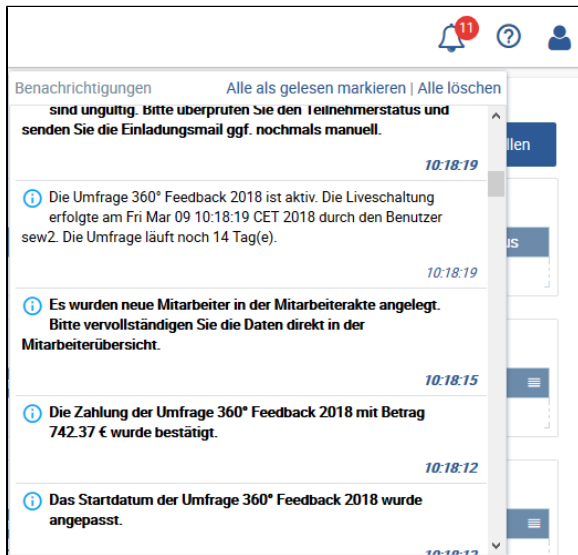 11
Benachrichtigungen Alle als gelesen markieren | Alle löschen
sind ungültig. Bitte überprüfen Sie den Teilnehmerstatus und
senden Sie die Einladungsmail ggf. nochmals manuell.
llen
10:18:19
Die Umfrage 360° Feedback 2018 ist aktiv. Die Liveschaltung
erfolgte am Fri Mar 09 10:18:19 CET 2018 durch den Benutzer
sew2. Die Umfrage läuft noch 14 Tag(e).
us
10:18:19
Es wurden neue Mitarbeiter in der Mitarbeiterakte angelegt.
Bitte vervollständigen Sie die Daten direkt in der
Mitarbeiterübersicht.
10:18:15
Die Zahlung der Umfrage 360° Feedback 2018 mit Betrag
742.37 € wurde bestätigt.
10:18:12
Das Startdatum der Umfrage 360° Feedback 2018 wurde
angepasst.
10:18:12